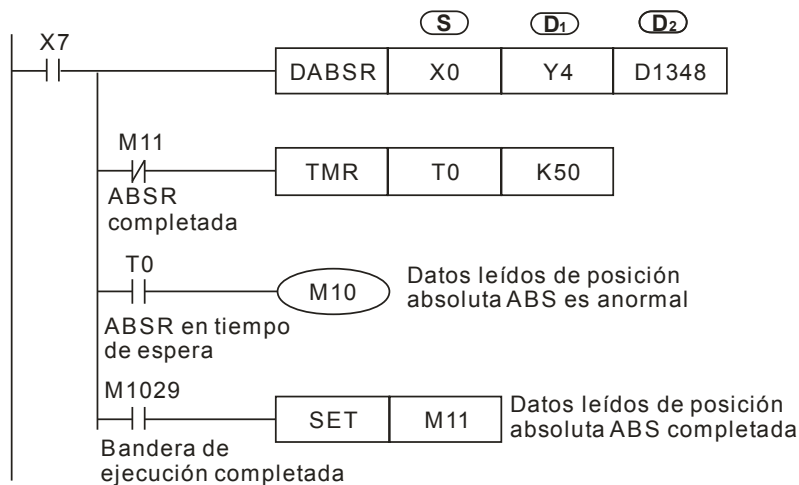 S D1 D2
X7
DABSR X0 Y4 D1348
M11
TMR T0 K50
ABSR
completada
T0
M10
Datos leídos de posición
absoluta ABS es anormal
ABSR en tiempo
de espera
M1029
SET M11
Datos leídos de posición
absoluta ABS completada
Bandera de
ejecución completada